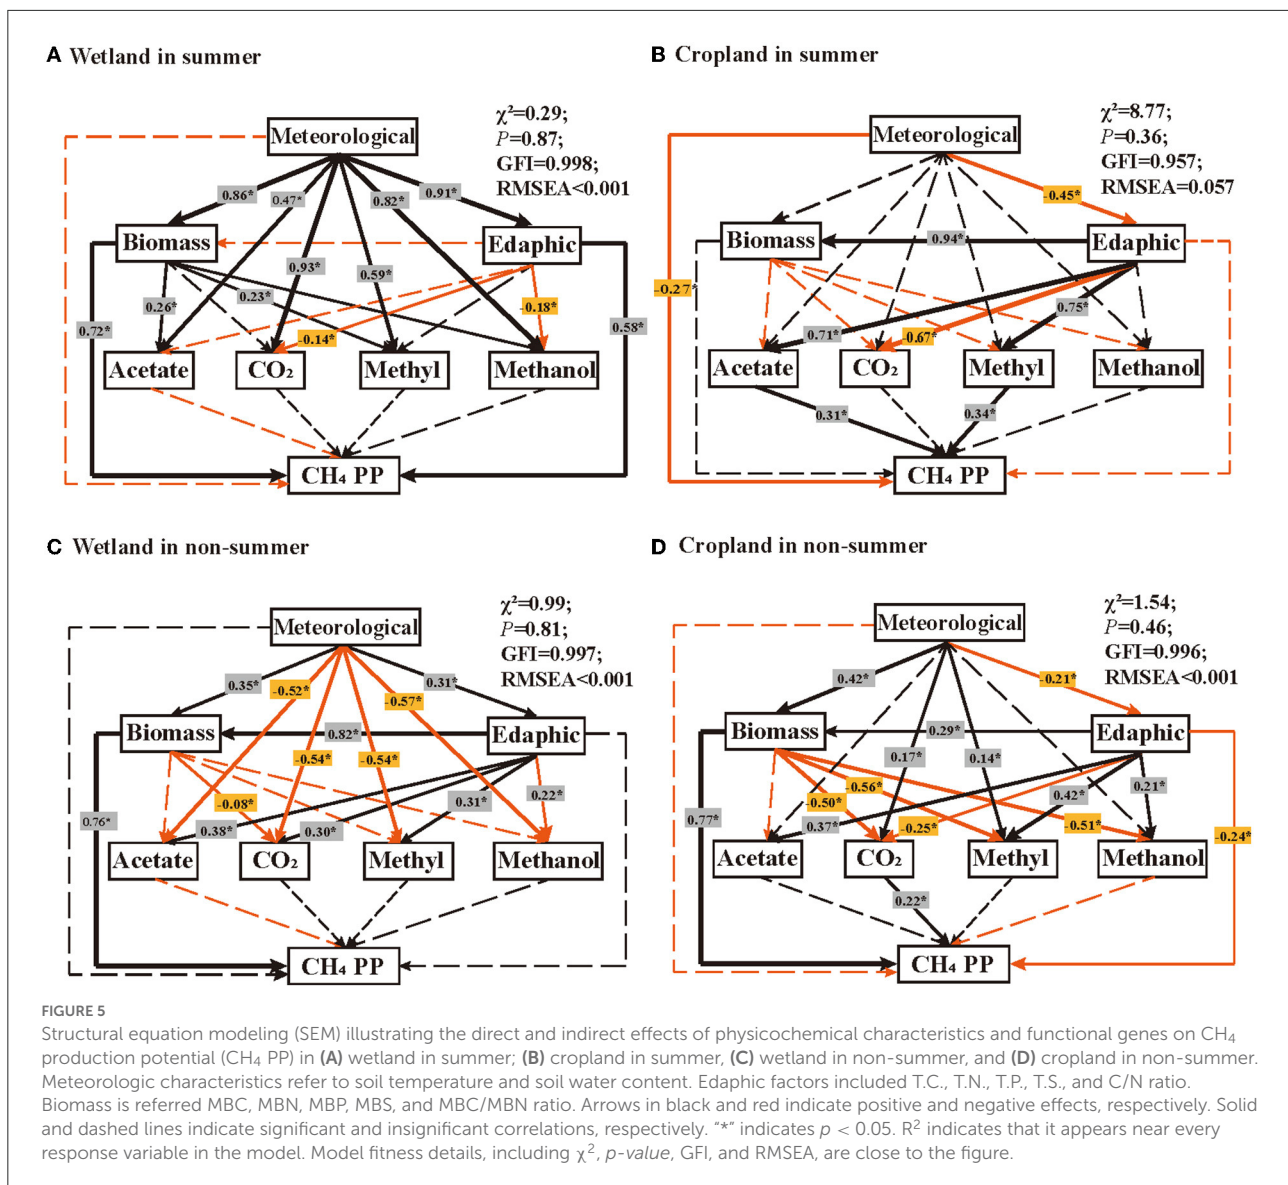 A Wetland in summer
χ²=0.29;
P=0.87;
GFI=0.998;
RMSEA<0.001
Meteorological
0.86*
0.47*
0.82*
0.91*
Biomass
Edaphic
0.93*
0.59*
0.26*
0.23*
-0.18*
0.72*
-0.14*
0.58*
Acetate
CO₂
Methyl
Methanol
CH₄ PP
B Cropland in summer
χ²=8.77;
P=0.36;
GFI=0.957;
RMSEA=0.057
Meteorological
-0.45*
Biomass
0.94*
Edaphic
-0.27*
0.75*
0.71*
-0.67*
Acetate
CO₂
Methyl
Methanol
0.31*
0.34*
CH₄ PP
C Wetland in non-summer
χ²=0.99;
P=0.81;
GFI=0.997;
RMSEA<0.001
Meteorological
0.35*
-0.52*
-0.57*
0.31*
Biomass
0.82*
Edaphic
-0.54*
-0.54*
-0.08*
0.31*
0.22*
0.76*
0.38*
0.30*
Acetate
CO₂
Methyl
Methanol
CH₄ PP
D Cropland in non-summer
χ²=1.54;
P=0.46;
GFI=0.996;
RMSEA<0.001
Meteorological
0.42*
-0.21*
Biomass
0.29*
Edaphic
0.17*
0.14*
-0.50*
-0.56*
0.42*
0.21*
0.77*
0.37*
-0.25*
-0.51*
-0.24*
Acetate
CO₂
Methyl
Methanol
0.22*
CH₄ PP
FIGURE 5
Structural equation modeling (SEM) illustrating the direct and indirect effects of physicochemical characteristics and functional genes on CH₄
production potential (CH₄ PP) in (A) wetland in summer; (B) cropland in summer, (C) wetland in non-summer, and (D) cropland in non-summer.
Meteorologic characteristics refer to soil temperature and soil water content. Edaphic factors included T.C., T.N., T.P., T.S., and C/N ratio.
Biomass is referred MBC, MBN, MBP, MBS, and MBC/MBN ratio. Arrows in black and red indicate positive and negative effects, respectively. Solid
and dashed lines indicate significant and insignificant correlations, respectively. "*" indicates p < 0.05. R² indicates that it appears near every
response variable in the model. Model fitness details, including χ², p-value, GFI, and RMSEA, are close to the figure.